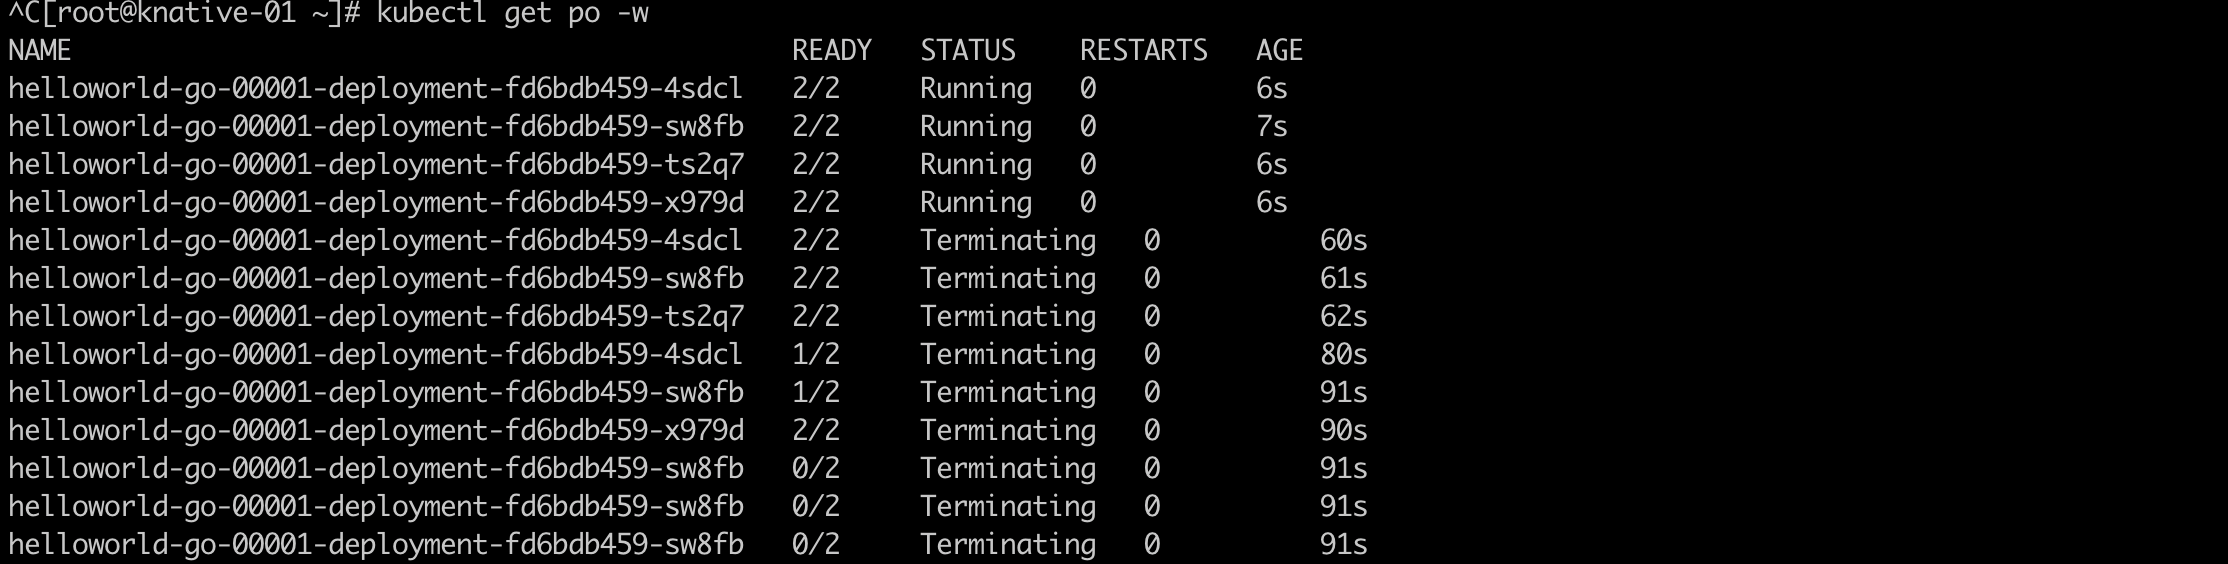 ^C[root@knative-01 ~]# kubectl get po -w
NAME                                             READY   STATUS    RESTARTS   AGE
helloworld-go-00001-deployment-fd6bdb459-4sdcl   2/2     Running   0          6s
helloworld-go-00001-deployment-fd6bdb459-sw8fb   2/2     Running   0          7s
helloworld-go-00001-deployment-fd6bdb459-ts2q7   2/2     Running   0          6s
helloworld-go-00001-deployment-fd6bdb459-x979d   2/2     Running   0          6s
helloworld-go-00001-deployment-fd6bdb459-4sdcl   2/2     Terminating   0          60s
helloworld-go-00001-deployment-fd6bdb459-sw8fb   2/2     Terminating   0          61s
helloworld-go-00001-deployment-fd6bdb459-ts2q7   2/2     Terminating   0          62s
helloworld-go-00001-deployment-fd6bdb459-4sdcl   1/2     Terminating   0          80s
helloworld-go-00001-deployment-fd6bdb459-sw8fb   1/2     Terminating   0          91s
helloworld-go-00001-deployment-fd6bdb459-x979d   2/2     Terminating   0          90s
helloworld-go-00001-deployment-fd6bdb459-sw8fb   0/2     Terminating   0          91s
helloworld-go-00001-deployment-fd6bdb459-sw8fb   0/2     Terminating   0          91s
helloworld-go-00001-deployment-fd6bdb459-sw8fb   0/2     Terminating   0          91s